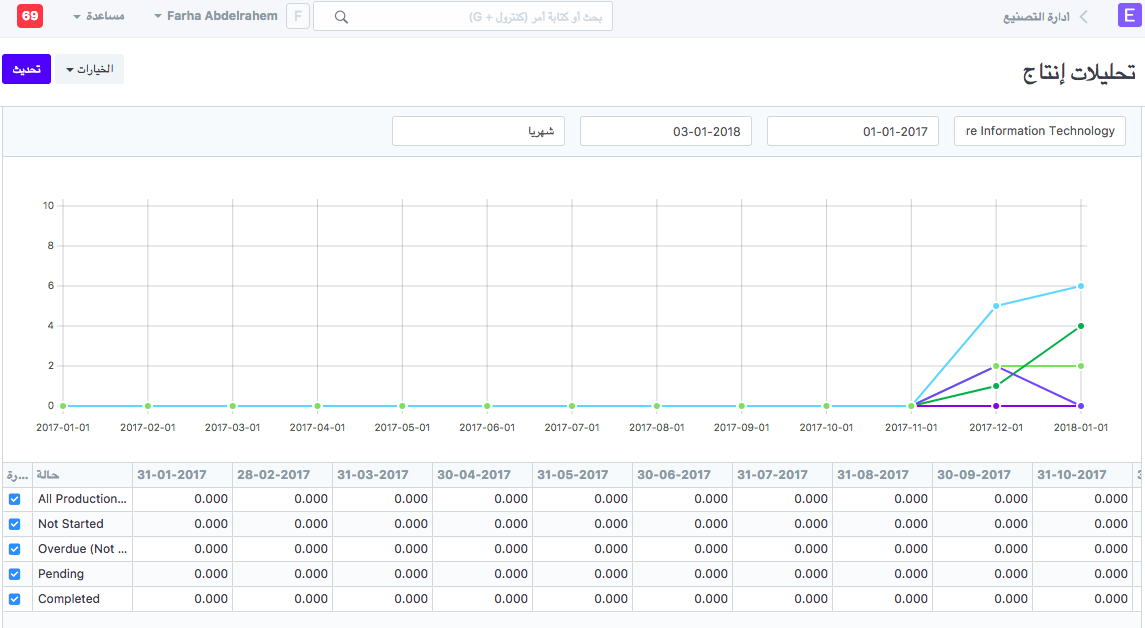 E
ادارة التصنيع
بحث أو كتابة أمر (كنترول + G)
F
Farha Abdelrahem
مساعدة
69
تحليلات إنتاج
الخيارات
تحديث
re Information Technology
01-01-2017
03-01-2018
شهريا
10
8
6
4
2
0
2017-01-01 2017-02-01 2017-03-01 2017-04-01 2017-05-01 2017-06-01 2017-07-01 2017-08-01 2017-09-01 2017-10-01 2017-11-01 2017-12-01 2018-01-01
رة... حالة 31-01-2017 28-02-2017 31-03-2017 30-04-2017 31-05-2017 30-06-2017 31-07-2017 31-08-2017 30-09-2017 31-10-2017
All Production... 0.000 0.000 0.000 0.000 0.000 0.000 0.000 0.000 0.000 0.000
Not Started 0.000 0.000 0.000 0.000 0.000 0.000 0.000 0.000 0.000 0.000
Overdue (Not ... 0.000 0.000 0.000 0.000 0.000 0.000 0.000 0.000 0.000 0.000
Pending 0.000 0.000 0.000 0.000 0.000 0.000 0.000 0.000 0.000 0.000
Completed 0.000 0.000 0.000 0.000 0.000 0.000 0.000 0.000 0.000 0.000